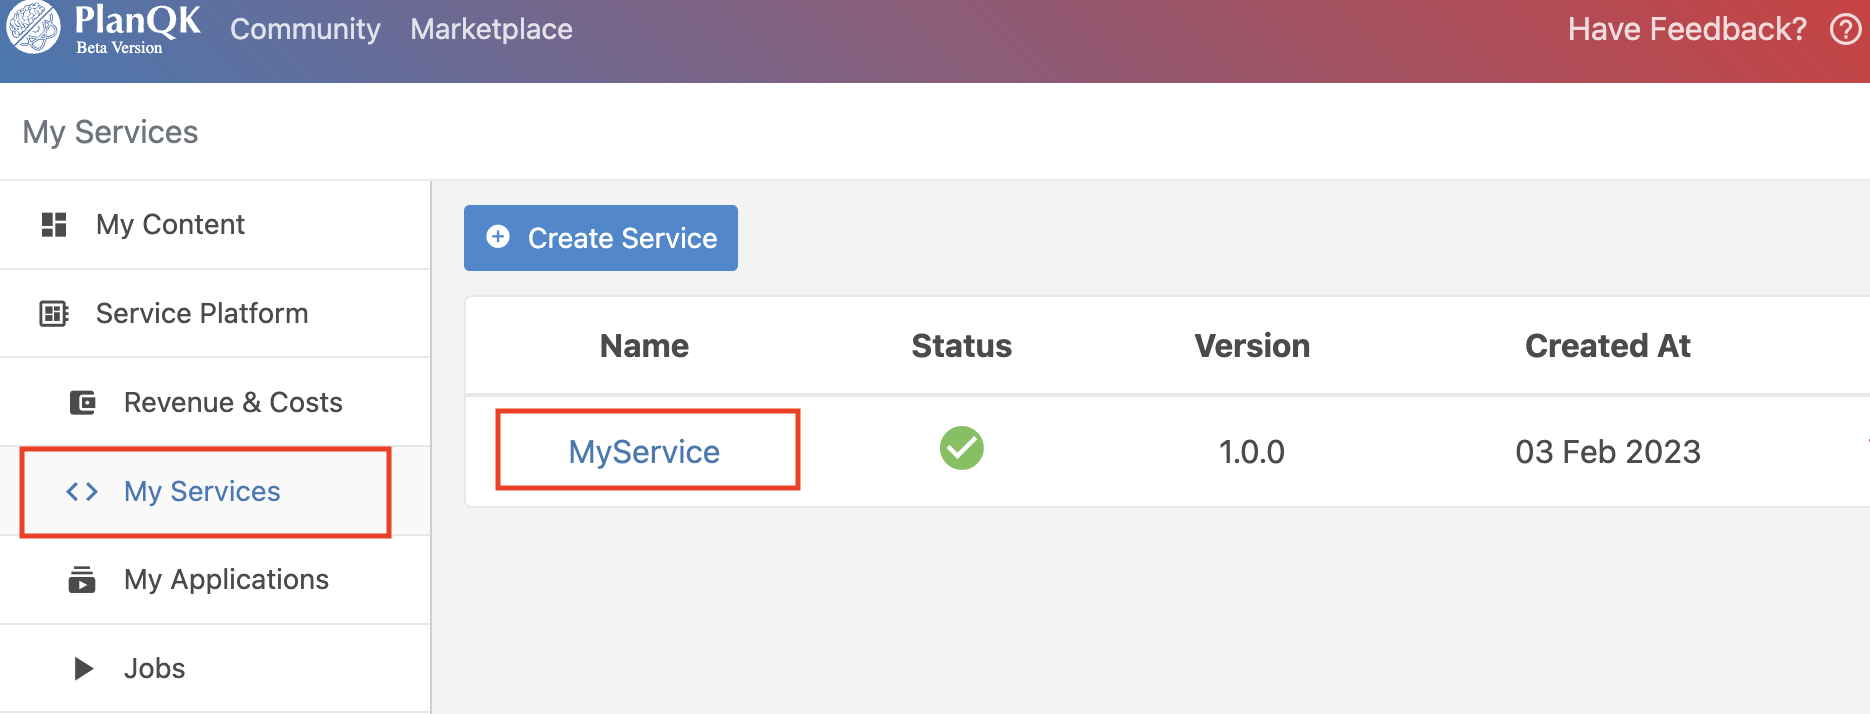 PlanQK
Beta Version
Community
Marketplace
Have Feedback?
My Services
My Content
Service Platform
Revenue & Costs
My Services
My Applications
Jobs
Create Service
Name Status Version Created At
MyService 1.0.0 03 Feb 2023